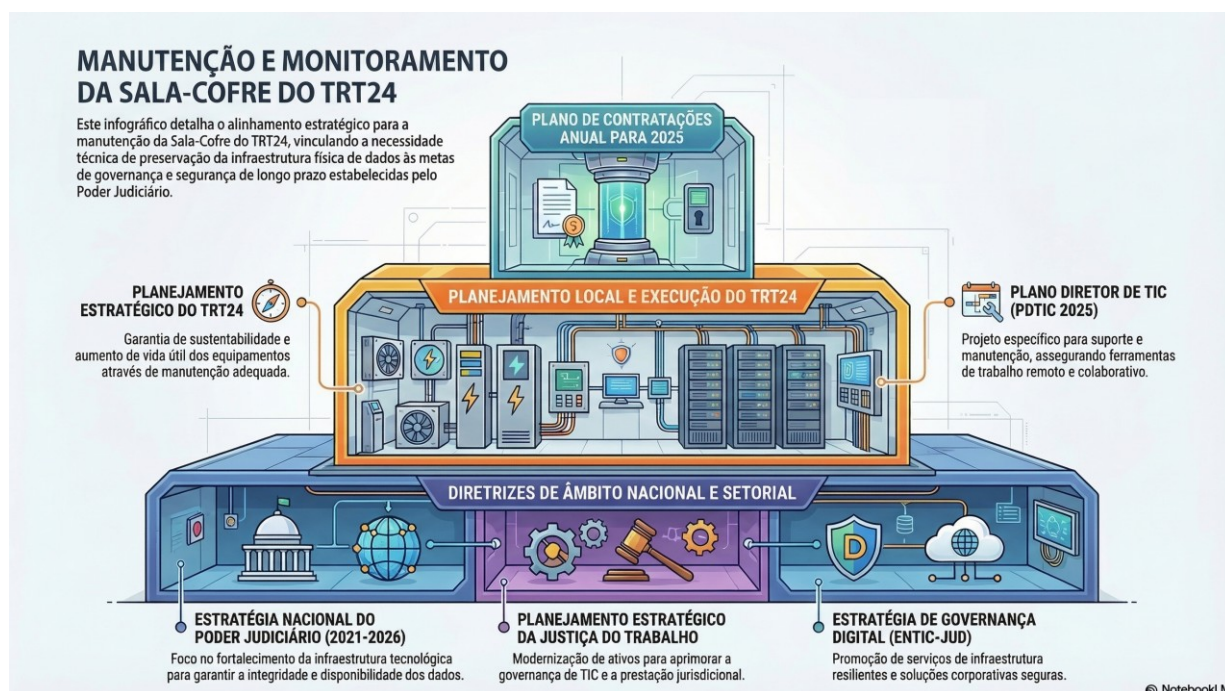 MANUTENÇÃO E MONITORAMENTO
DA SALA-COFRE DO TRT24
Este infográfico detalha o alinhamento estratégico para a
manutenção da Sala-Cofre do TRT24, vinculando a necessidade
técnica de preservação da infraestrutura física de dados às metas
de governança e segurança de longo prazo estabelecidas pelo
Poder Judiciário.
PLANO DE CONTRATAÇÕES
ANUAL PARA 2025
PLANEJAMENTO LOCAL E EXECUÇÃO DO TRT24
PLANEJAMENTO
ESTRATÉGICO DO TRT24
Garantia de sustentabilidade e
aumento de vida útil dos equipamentos
através de manutenção adequada.
PLANO DIRETOR DE TIC
(PDTIC 2025)
Projeto específico para suporte e
manutenção, assegurando ferramentas
de trabalho remoto e colaborativo.
DIRETRIZES DE ÂMBITO NACIONAL E SETORIAL
D
ESTRATÉGIA NACIONAL DO
PODER JUDICIÁRIO (2021-2026)
Foco no fortalecimento da infraestrutura tecnológica
para garantir a integridade e disponibilidade dos dados.
PLANEJAMENTO ESTRATÉGICO
DA JUSTIÇA DO TRABALHO
Modernização de ativos para aprimorar a
governança de TIC e a prestação jurisdicional.
ESTRATÉGIA DE GOVERNANÇA
DIGITAL (ENTIC-JUD)
Promoção de serviços de infraestrutura
resilientes e soluções corporativas seguras.